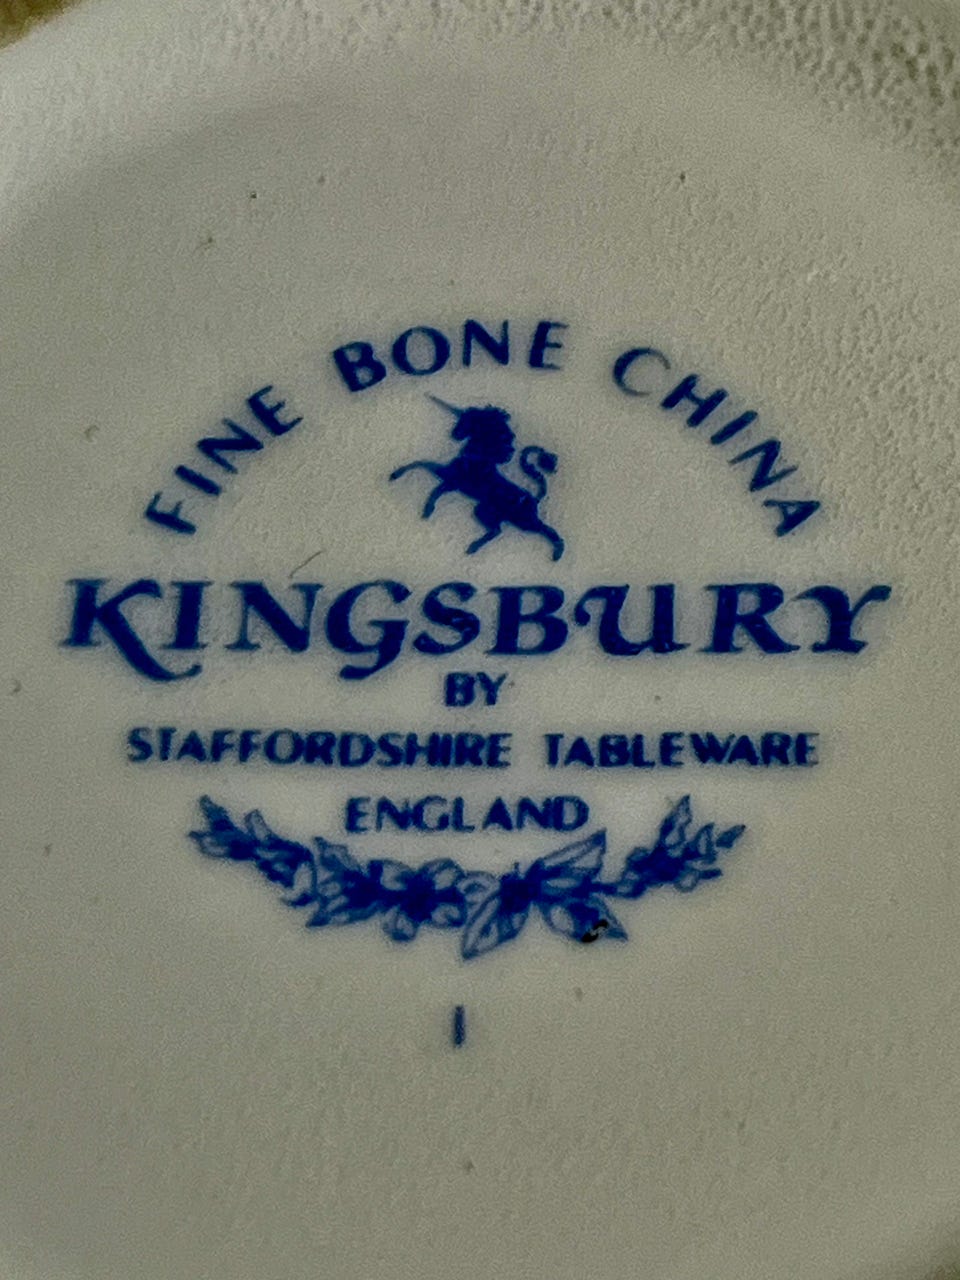 FINE BONE CHINA
KINGSBURY
BY
STAFFORDSHIRE TABLEWARE
ENGLAND
I